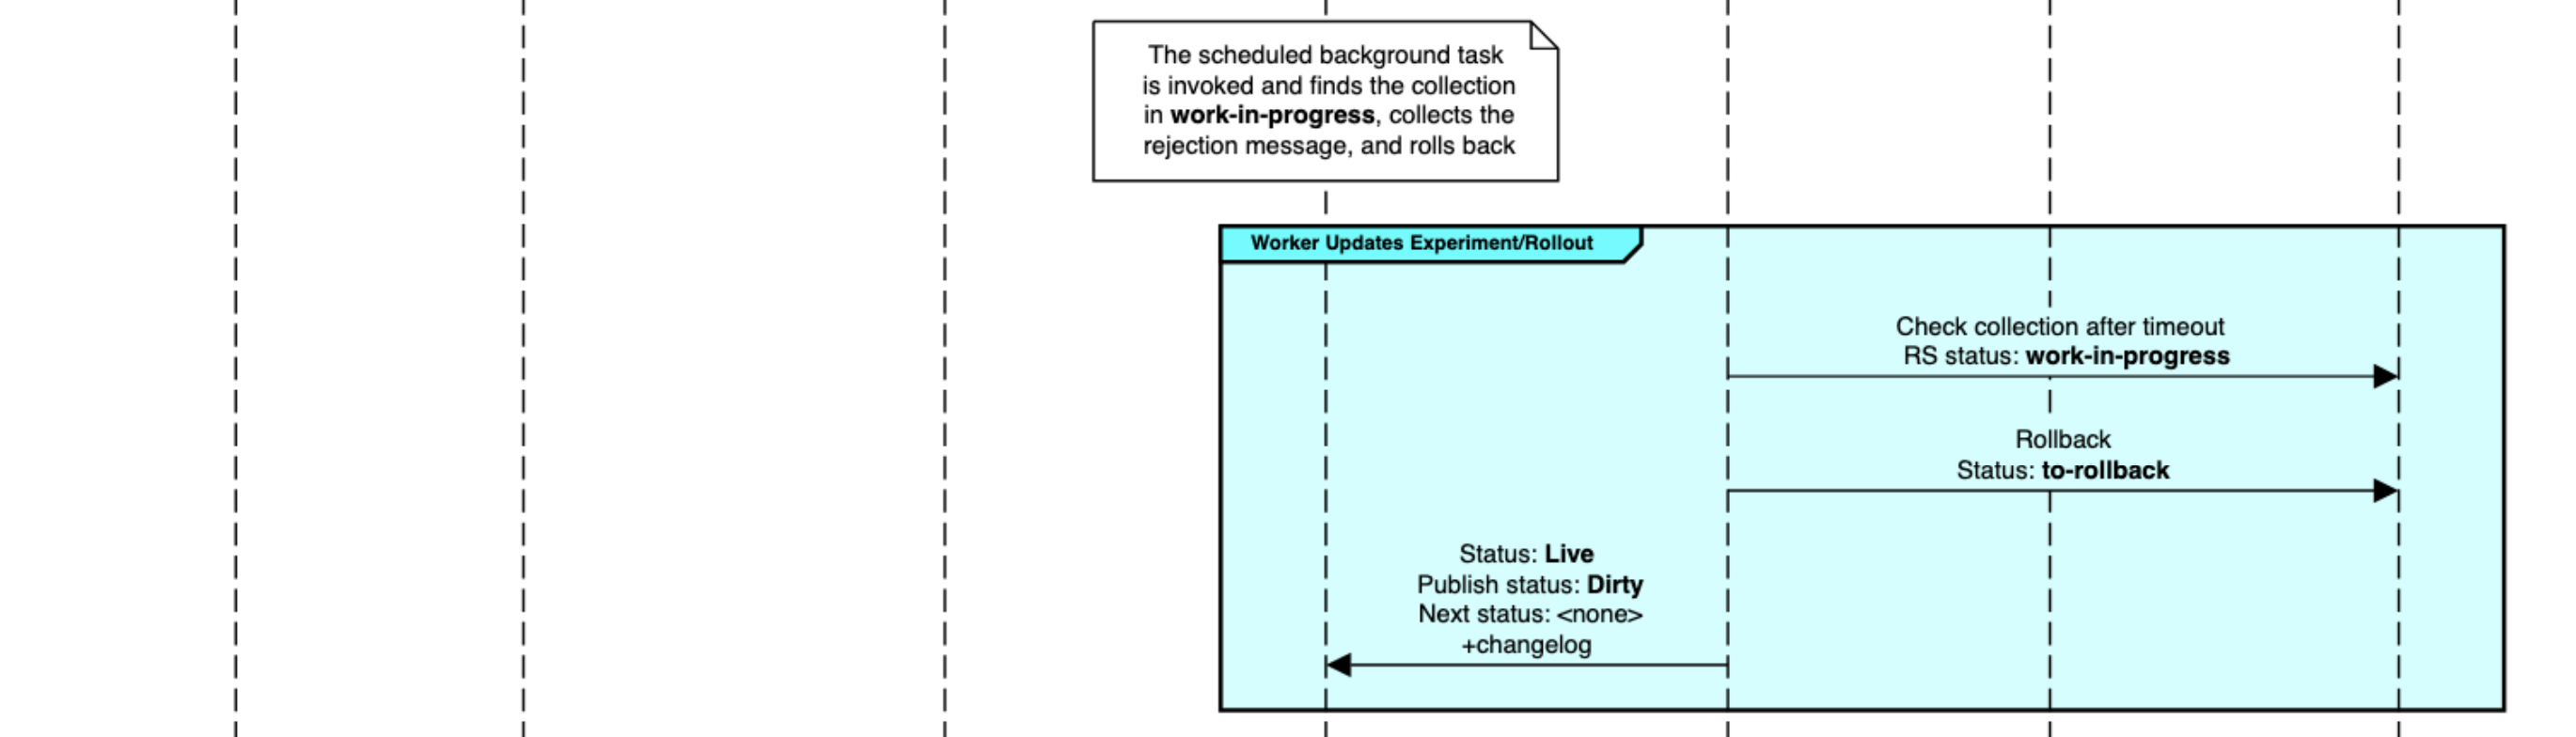 The scheduled background task
is invoked and finds the collection
in work-in-progress, collects the
rejection message, and rolls back
Worker Updates Experiment/Rollout
Check collection after timeout
RS status: work-in-progress
Rollback
Status: to-rollback
Status: Live
Publish status: Dirty
Next status: <none>
+changelog